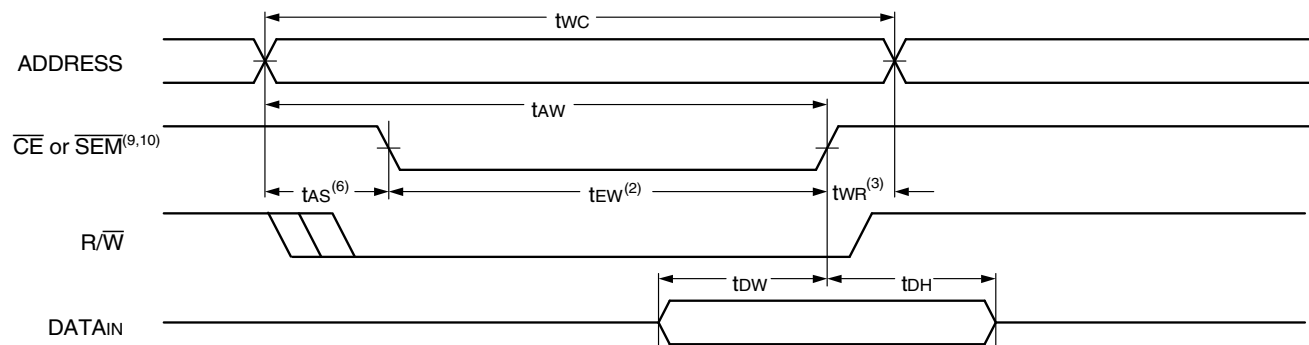 tWC
ADDRESS
tAW
CE or SEM(9,10)
tAS(6) tEW(2) tWR(3)
R/W
tDW tDH
DATAIN